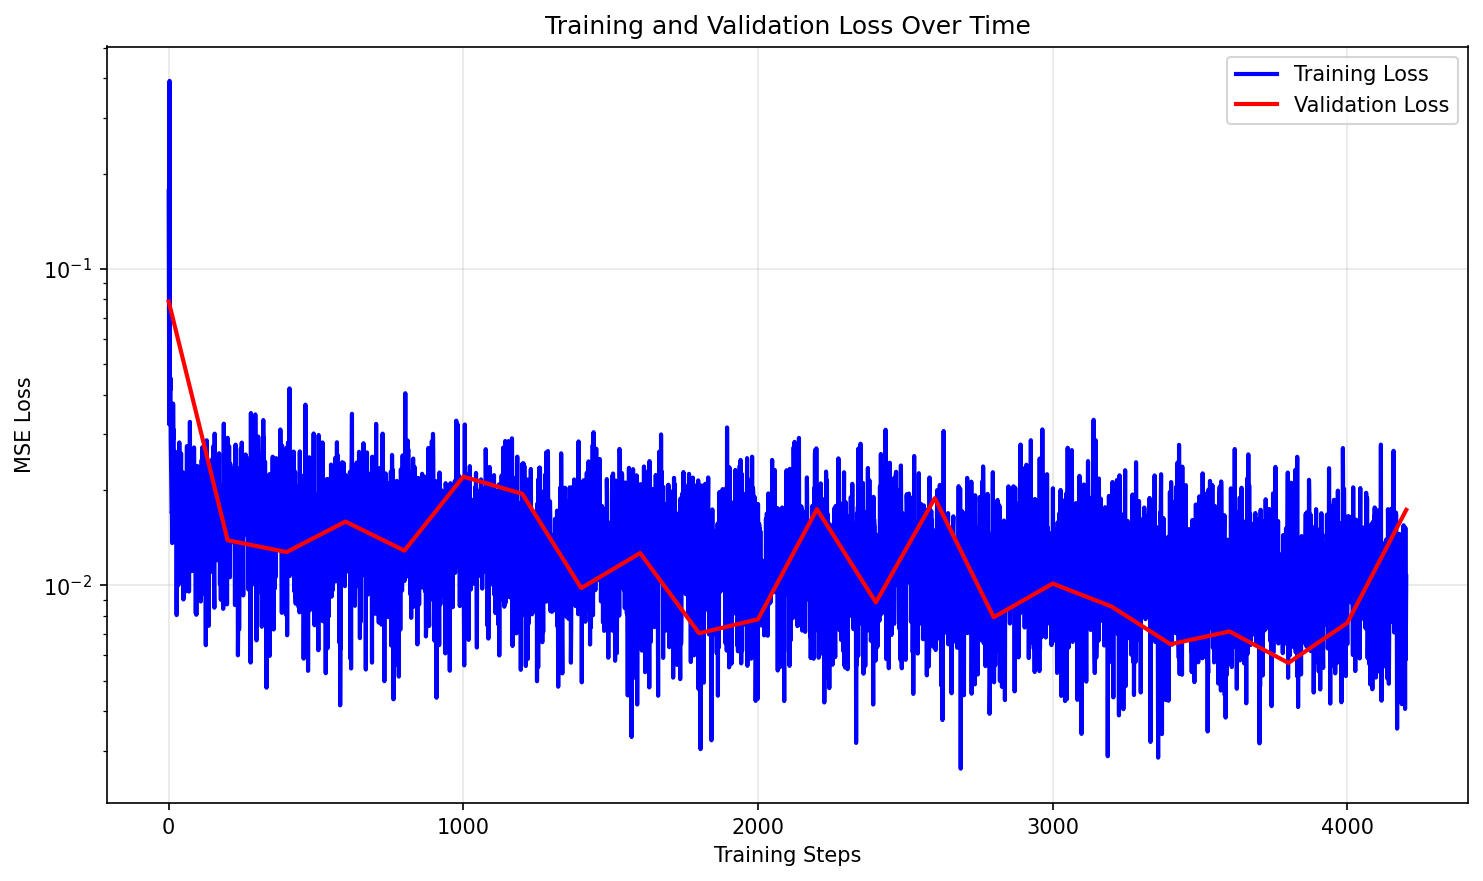 Training and Validation Loss Over Time
Training Loss
Validation Loss
MSE Loss
10⁻¹
10⁻²
0
1000
2000
3000
4000
Training Steps